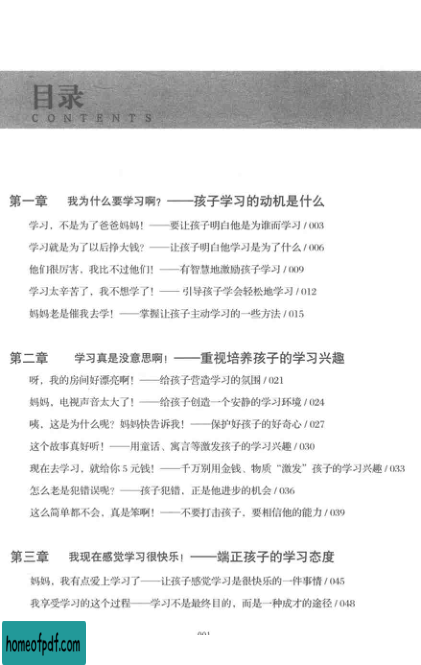 目录
CONTENTS
第一章 我为什么要学习啊？——孩子学习的动机是什么
学习，不是为了爸爸妈妈！——要让孩子明白他是为谁而学习 / 003
学习就是为了以后挣大钱？——让孩子明白他学习是为了什么 / 006
他们很厉害，我比不过他们！——有智慧地激励孩子学习 / 009
学习太辛苦了，我不想学了！—— 引导孩子学会轻松地学习 / 012
妈妈老是催我去学！——掌握让孩子主动学习的一些方法 / 015
第二章 学习真是没意思啊！——重视培养孩子的学习兴趣
呀，我的房间好漂亮啊！——给孩子营造学习的氛围 / 021
妈妈，电视声音太大了！——给孩子创造一个安静的学习环境 / 024
咦，这是为什么呢？妈妈快告诉我！——保护好孩子的好奇心 / 027
这个故事真好听！——用童话、寓言等激发孩子的学习兴趣 / 030
现在去学习，就给你 5 元钱！——千万别用金钱、物质“激发”孩子的学习兴趣 / 033
怎么老是犯错误呢？——孩子犯错，正是他进步的机会 / 036
这么简单都不会，真是笨啊！——不要打击孩子，要相信他的能力 / 039
第三章 我现在感觉学习很快乐！——端正孩子的学习态度
妈妈，我有点爱上学习了——让孩子感觉学习是很快乐的一件事情 / 045
我享受学习的这个过程——学习不是最终目的，而是一种成才的途径 / 048
001
homeofpdf.com